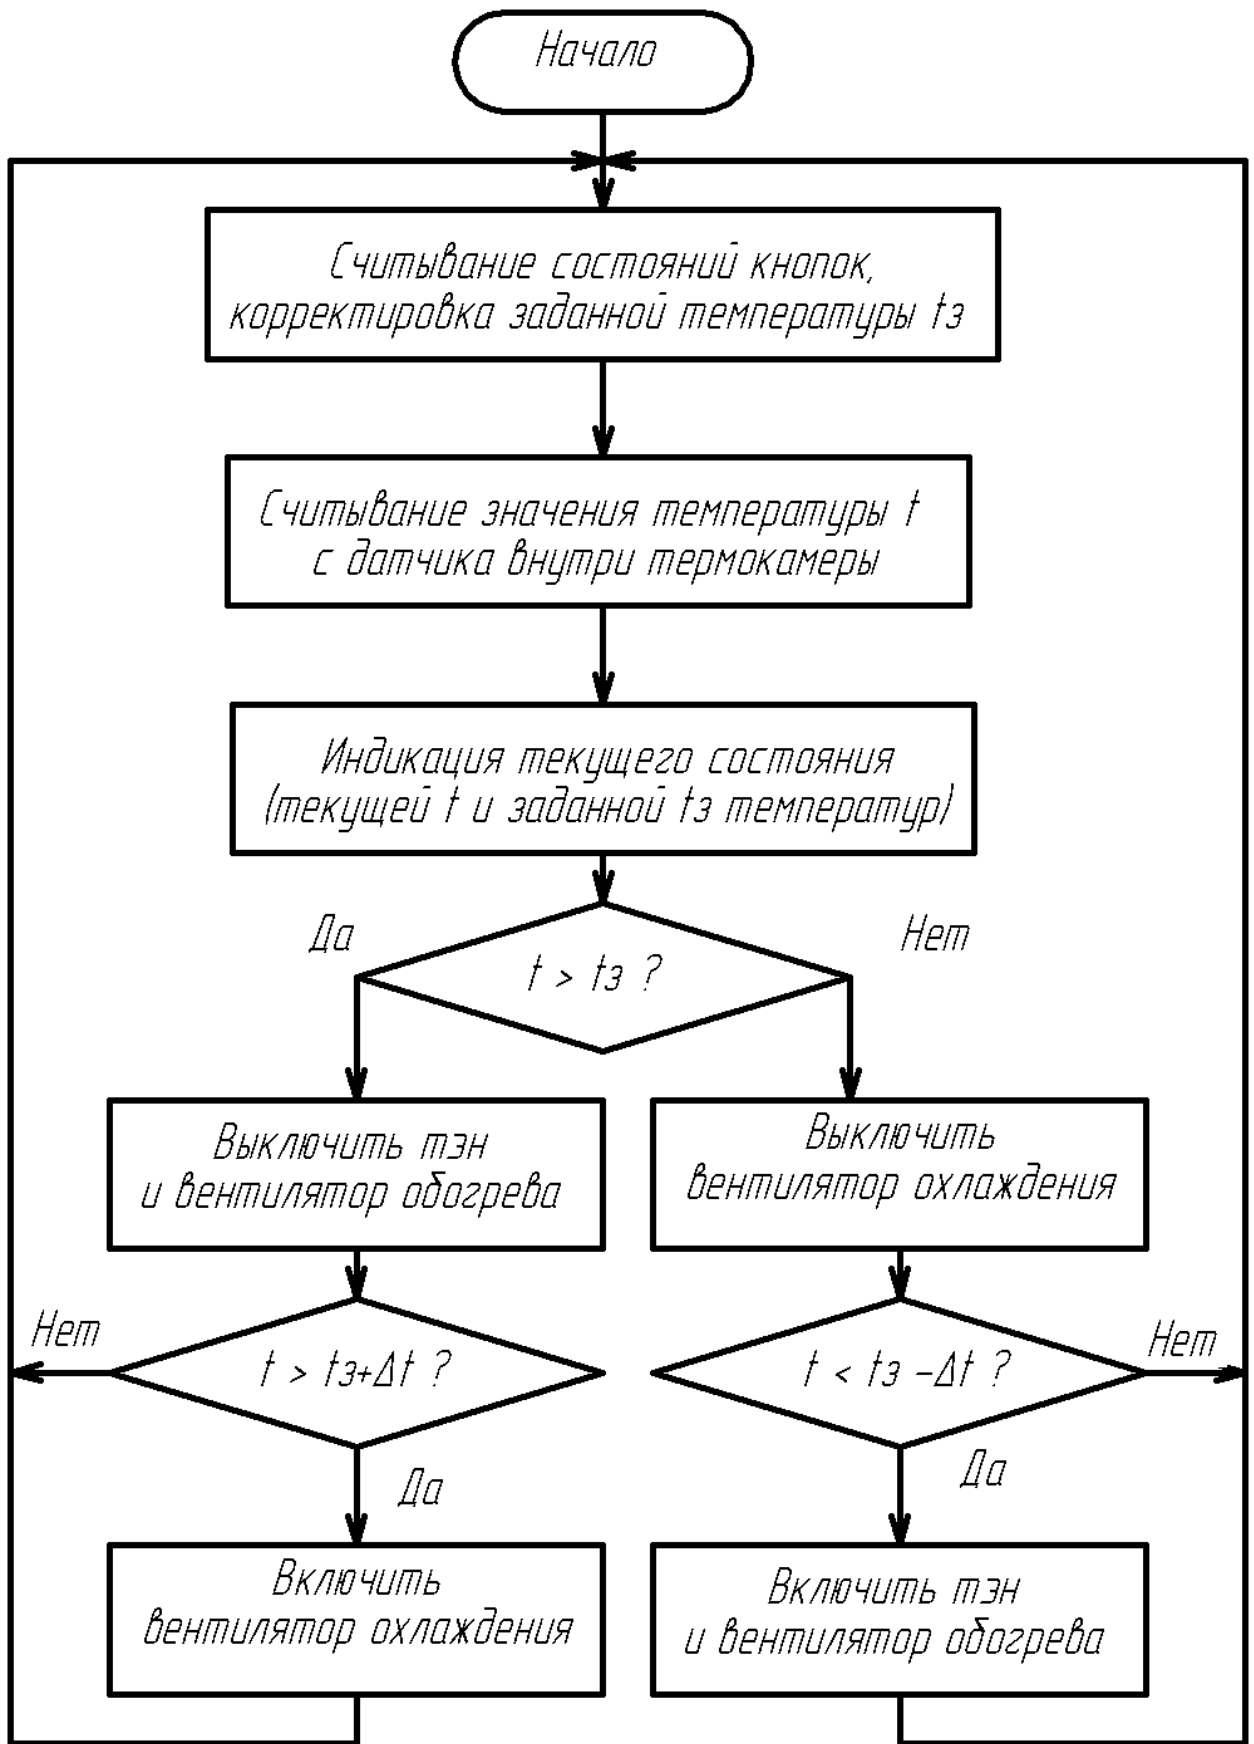 Начало
Считывание состояний кнопок,
корректировка заданной температуры tз
Считывание значения температуры t
с датчика внутри термокамеры
Индикация текущего состояния
(текущей t и заданной tз температур)
Да
Нет
t > tз ?
Выключить тэн
и вентилятор обогрева
Выключить
вентилятор охлаждения
Нет
t > tз+Δt ?
t < tз -Δt ?
Нет
Да
Да
Включить
вентилятор охлаждения
Включить тэн
и вентилятор обогрева